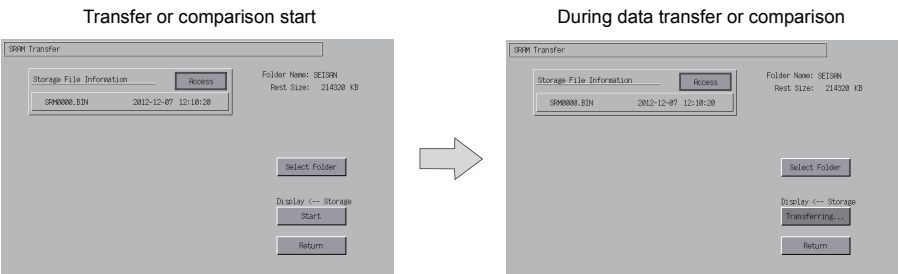 Transfer or comparison start
SRAM Transfer
Storage File Information
Access
SRM0000.BIN 2012-12-07 12:10:20
Folder Name: SEISAN
Rest Size: 214320 KB
Select Folder
Display <-- Storage
Start
Return
During data transfer or comparison
SRAM Transfer
Storage File Information
Access
SRM0000.BIN 2012-12-07 12:10:20
Folder Name: SEISAN
Rest Size: 214320 KB
Select Folder
Display <-- Storage
Transferring...
Return